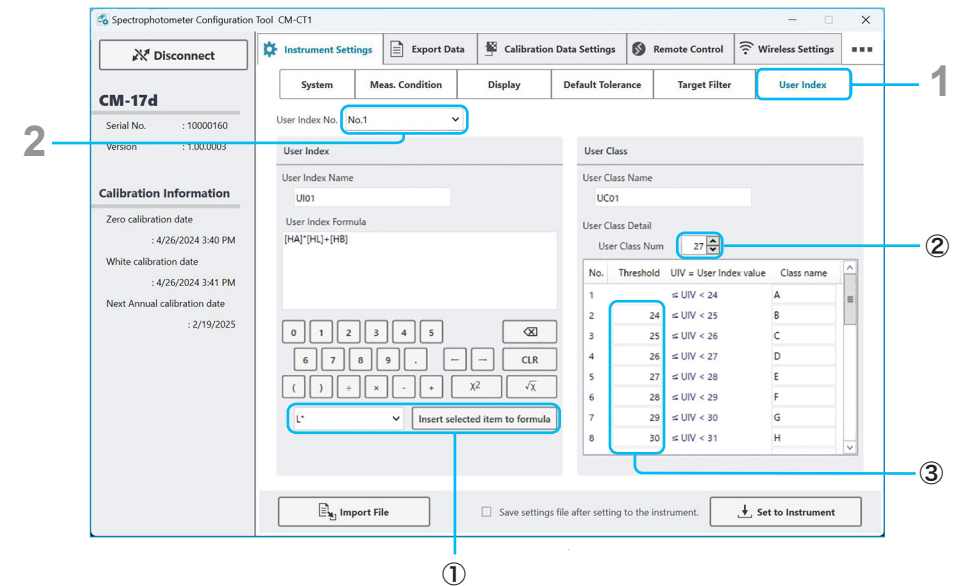 Spectrophotometer Configuration Tool CM-CT1
Disconnect
Instrument Settings Export Data Calibration Data Settings Remote Control Wireless Settings
System Meas. Condition Display Default Tolerance Target Filter User Index
1
CM-17d
Serial No. : 10000160
Version : 1.00.0003
Calibration Information
Zero calibration date
: 4/26/2024 3:40 PM
White calibration date
: 4/26/2024 3:41 PM
Next Annual calibration date
: 2/19/2025
2
User Index No. No.1
User Index
User Index Name
UI01
User Index Formula
[HA]*[HL]+[HB]
0 1 2 3 4 5 ⌫
6 7 8 9 . ← → CLR
( ) ÷ × - + X² √X
L* Insert selected item to formula
①
User Class
User Class Name
UC01
User Class Detail
User Class Num 27
②
No. Threshold UIV = User Index value Class name
1 ≤ UIV < 24 A
2 24 ≤ UIV < 25 B
3 25 ≤ UIV < 26 C
4 26 ≤ UIV < 27 D
5 27 ≤ UIV < 28 E
6 28 ≤ UIV < 29 F
7 29 ≤ UIV < 30 G
8 30 ≤ UIV < 31 H
③
Import File
Save settings file after setting to the instrument.
Set to Instrument